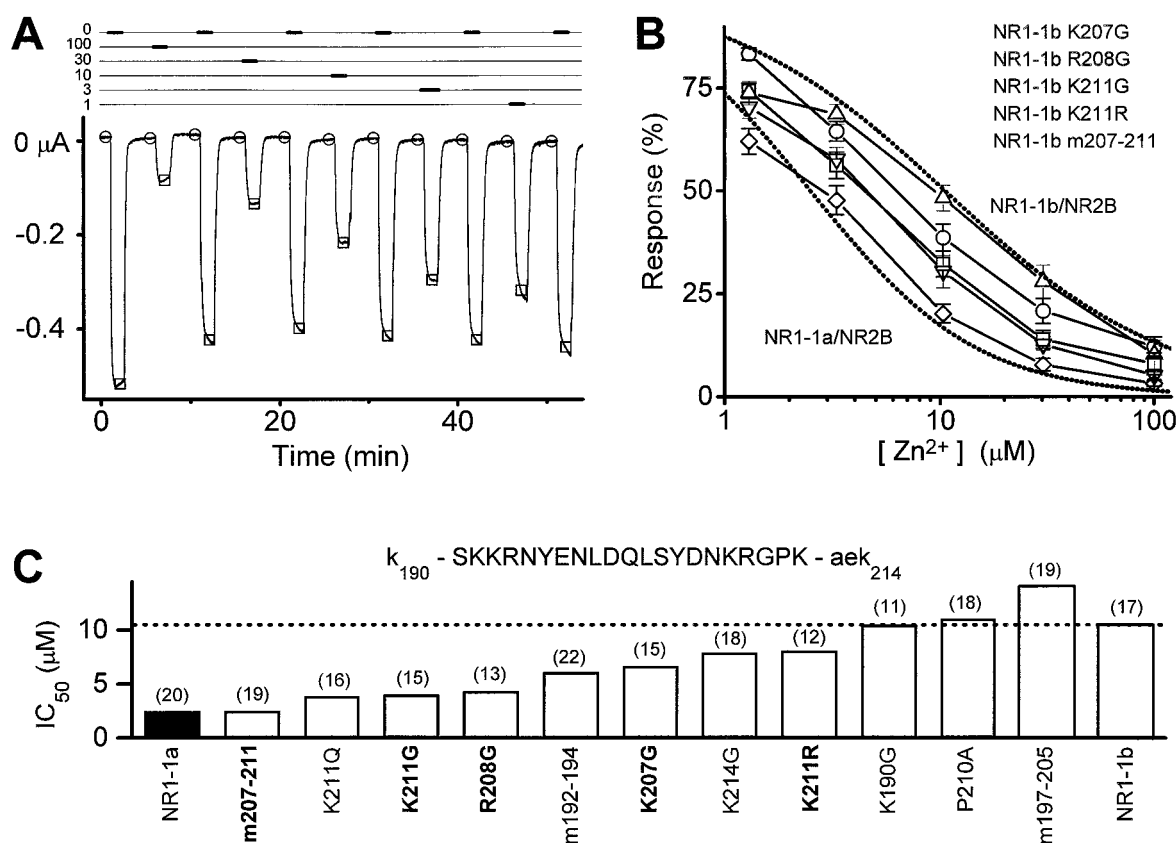 A
0
100
30
10
3
1
0 μA
-0.2
-0.4
0 20 40
Time (min)
B
NR1-1b K207G
NR1-1b R208G
NR1-1b K211G
NR1-1b K211R
NR1-1b m207-211
75
50
25
0
Response (%)
NR1-1b/NR2B
NR1-1a/NR2B
1 10 100
[ Zn²⁺ ] (μM)
C
k₁₉₀ - SKKRNYENLDQLSYDNKRGPK - aek₂₁₄
10
5
0
IC₅₀ (μM)
(20) (19) (16) (15) (13) (22) (15) (18) (12) (11) (18) (19) (17)
NR1-1a
m207-211
K211Q
K211G
R208G
m192-194
K207G
K214G
K211R
K190G
P210A
m197-205
NR1-1b